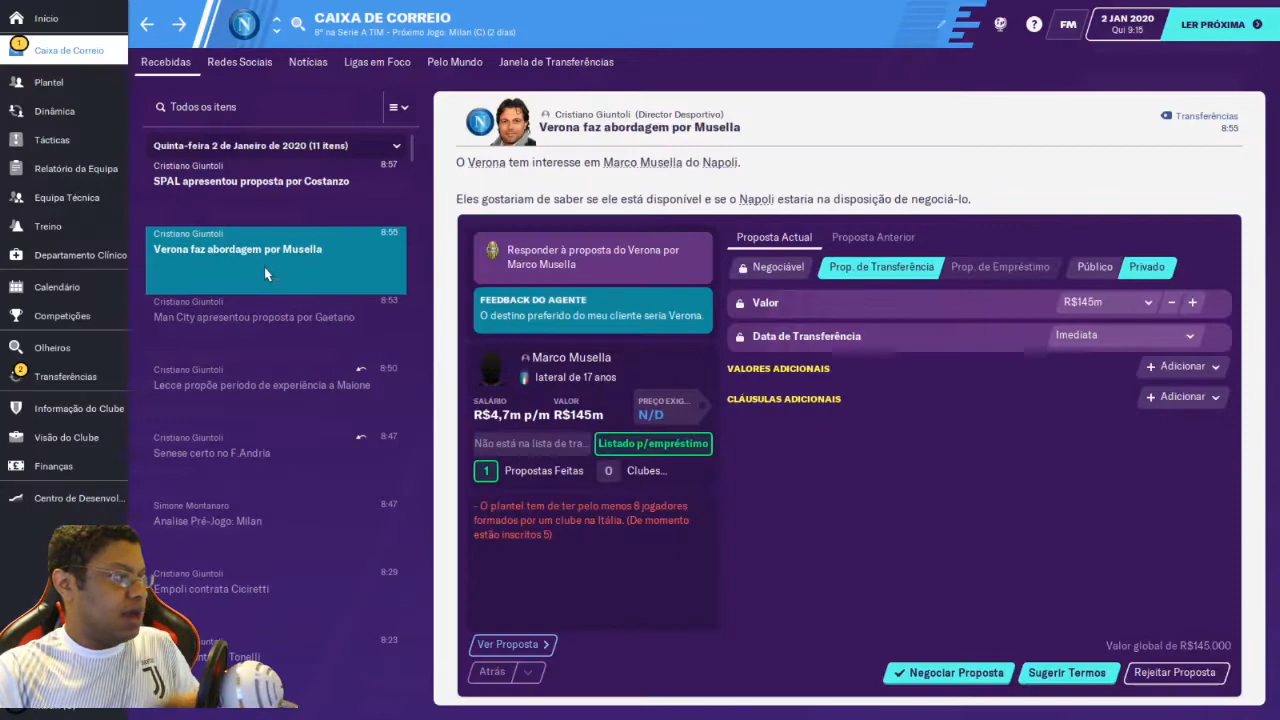 Início
1
Caixa de Correio
Plantel
Dinâmica
Tácticas
Relatório da Equipa
Equipa Técnica
Treino
Departamento Clínico
Calendário
Competições
Olheiros
2
Transferências
Informação do Clube
Visão do Clube
Finanças
Centro de Desenvol...
N
CAIXA DE CORREIO
8° na Serie A TIM - Próximo Jogo: Milan (C) (2 dias)
?
FM
2 JAN 2020
Qui 9:15
LER PRÓXIMA
Recebidas
Redes Sociais
Notícias
Ligas em Foco
Pelo Mundo
Janela de Transferências
Todos os itens
Quinta-feira 2 de Janeiro de 2020 (11 itens)
Cristiano Giuntoli 8:57
SPAL apresentou proposta por Costanzo
Cristiano Giuntoli 8:55
Verona faz abordagem por Musella
Cristiano Giuntoli 8:53
Man City apresentou proposta por Gaetano
Cristiano Giuntoli 8:50
Lecce propõe período de experiência a Maione
Cristiano Giuntoli 8:47
Senese certo no F.Andria
Simone Montanaro 8:47
Análise Pré-Jogo: Milan
Cristiano Giuntoli 8:29
Empoli contrata Ciciretti
8:23
Tonelli
N
Cristiano Giuntoli (Director Desportivo)
Verona faz abordagem por Musella
Transferências
8:55
O Verona tem interesse em Marco Musella do Napoli.
Eles gostariam de saber se ele está disponível e se o Napoli estaria na disposição de negociá-lo.
Responder à proposta do Verona por
Marco Musella
FEEDBACK DO AGENTE
O destino preferido do meu cliente seria Verona.
Marco Musella
lateral de 17 anos
SALÁRIO
R$4,7m p/m
VALOR
R$145m
PREÇO EXIG...
N/D
Não está na lista de tra...
Listado p/empréstimo
1 Propostas Feitas
0 Clubes...
- O plantel tem de ter pelo menos 8 jogadores
formados por um clube na Itália. (De momento
estão inscritos 5)
Ver Proposta
Atrás
Proposta Actual
Proposta Anterior
Negociável
Prop. de Transferência
Prop. de Empréstimo
Público
Privado
Valor
R$145m
Data de Transferência
Imediata
VALORES ADICIONAIS
Adicionar
CLÁUSULAS ADICIONAIS
Adicionar
Valor global de R$145.000
Negociar Proposta
Sugerir Termos
Rejeitar Proposta